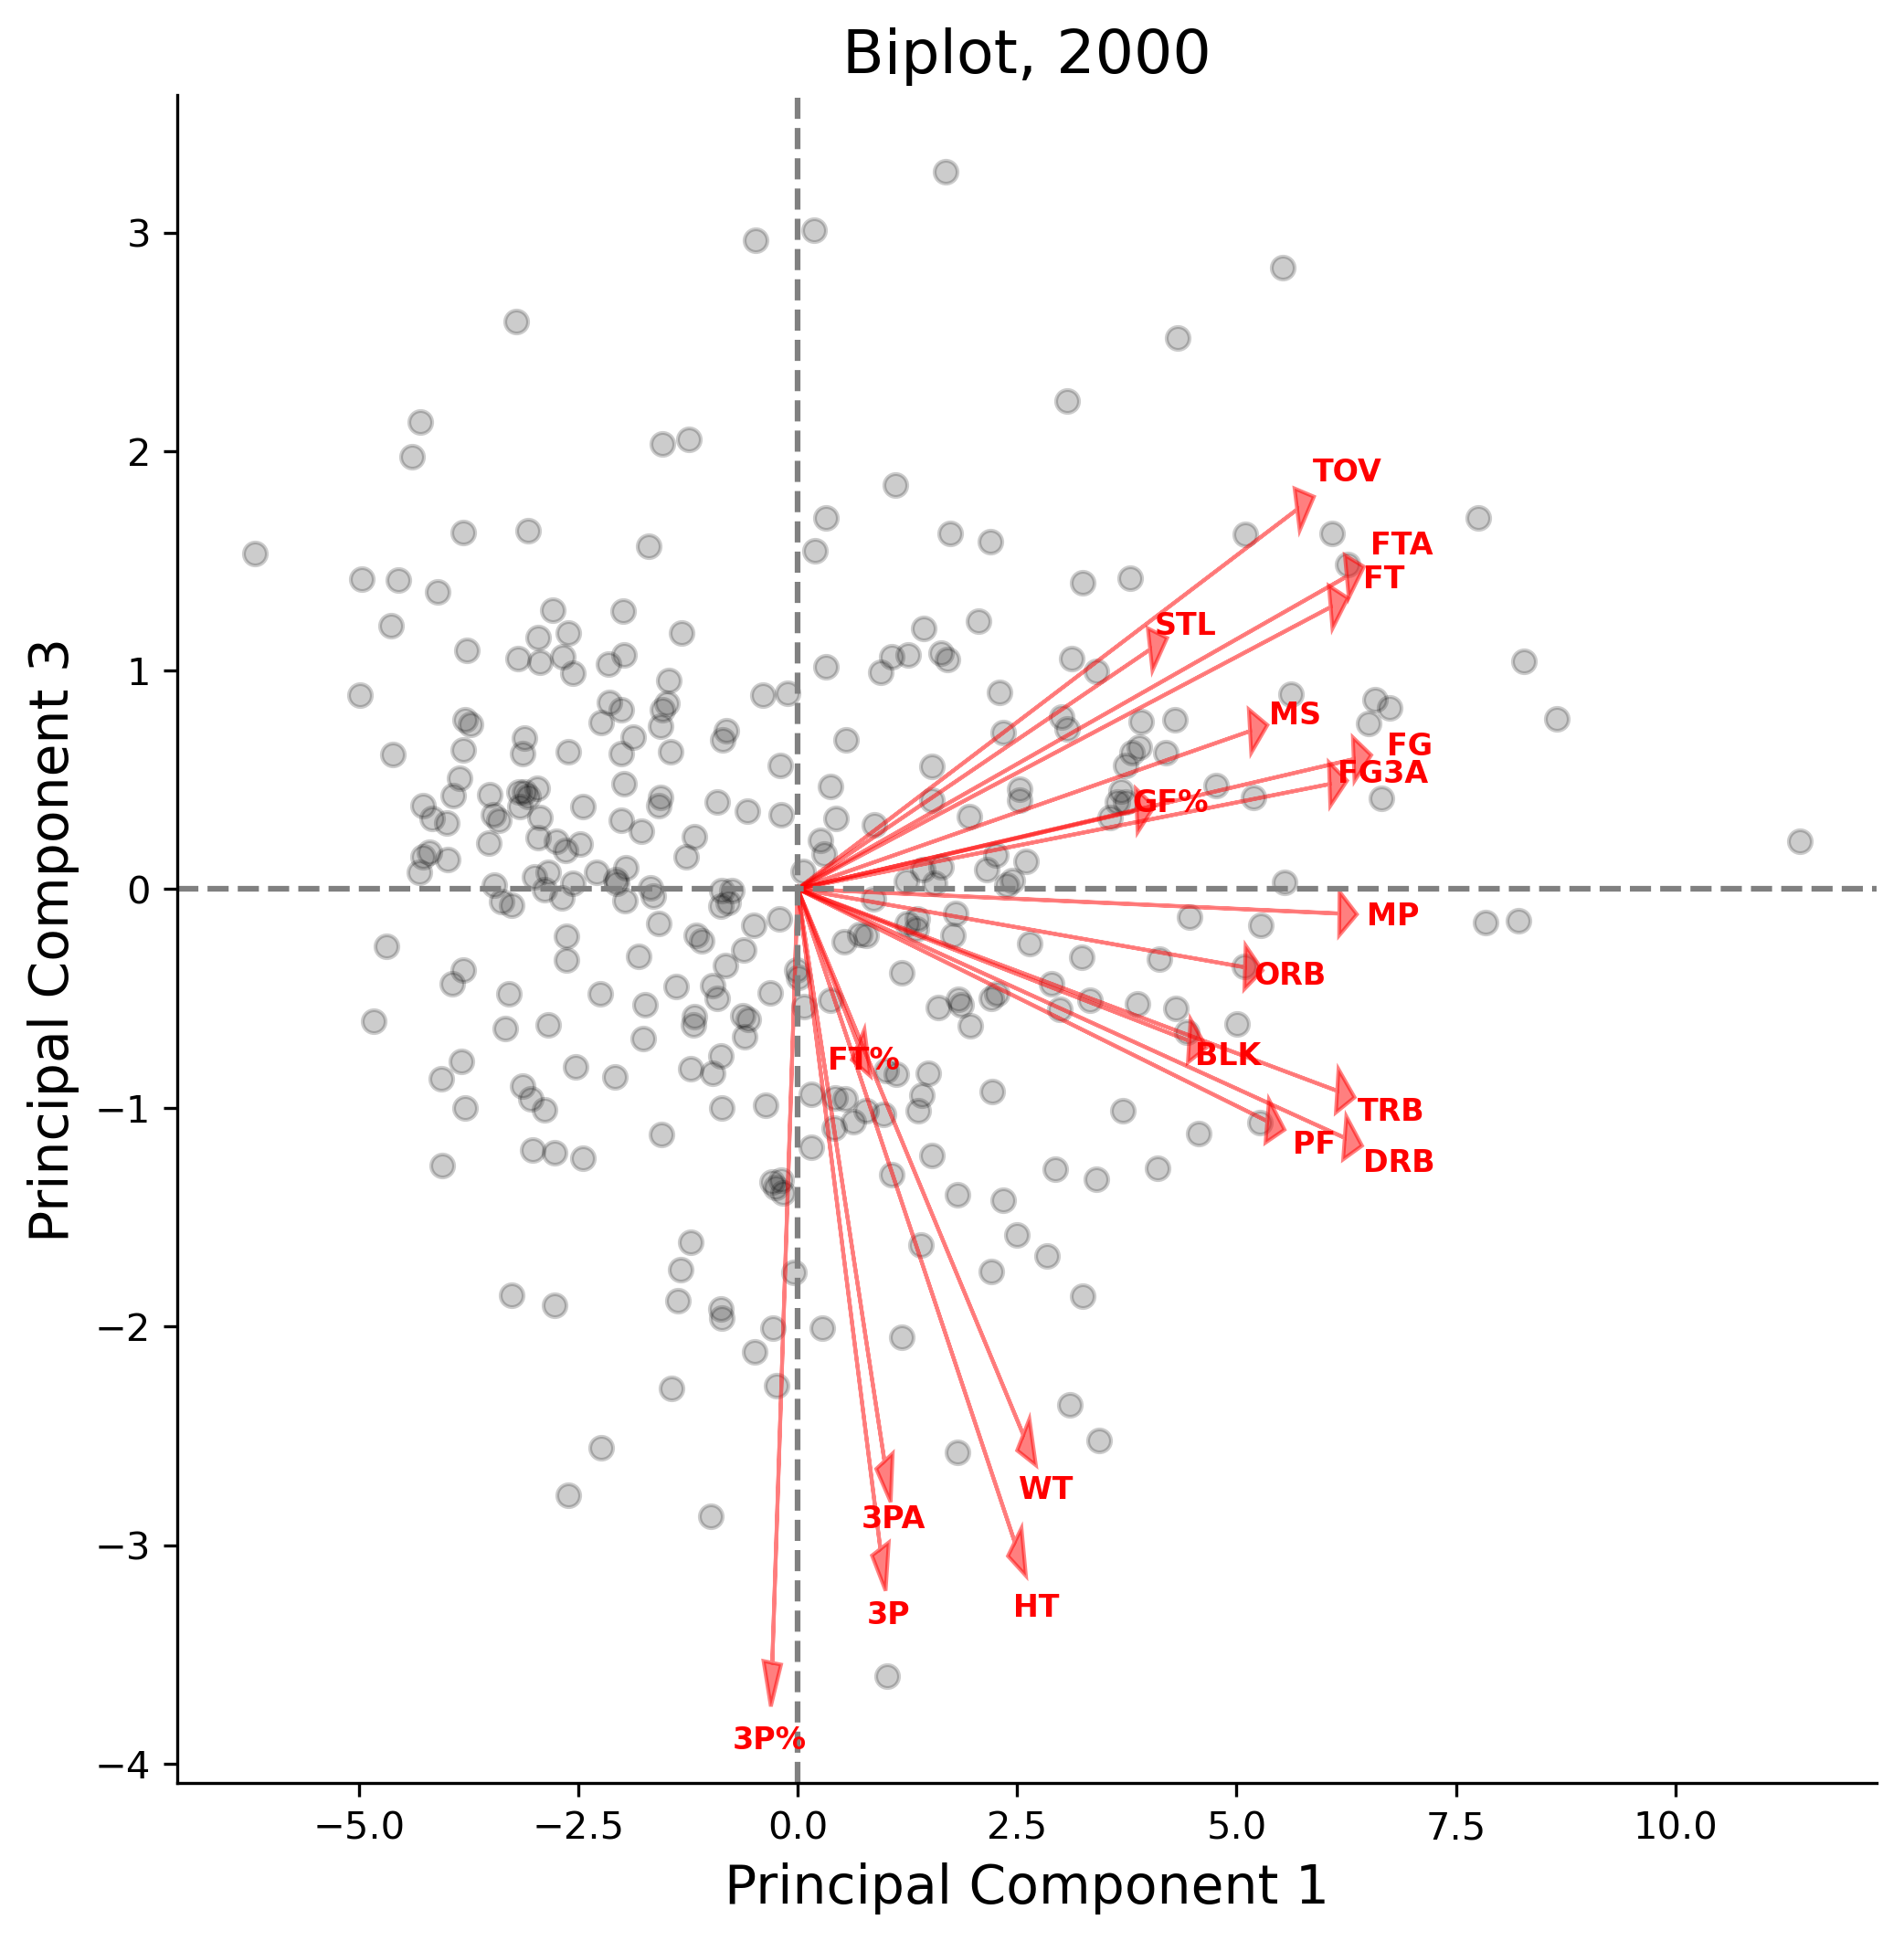 Biplot, 2000
Principal Component 3
3
2
1
0
−1
−2
−3
−4
TOV
FTA
FT
STL
MS
FG
FG3A
GF%
MP
ORB
BLK
FT%
TRB
PF
DRB
WT
3PA
HT
3P
3P%
−5.0 −2.5 0.0 2.5 5.0 7.5 10.0
Principal Component 1